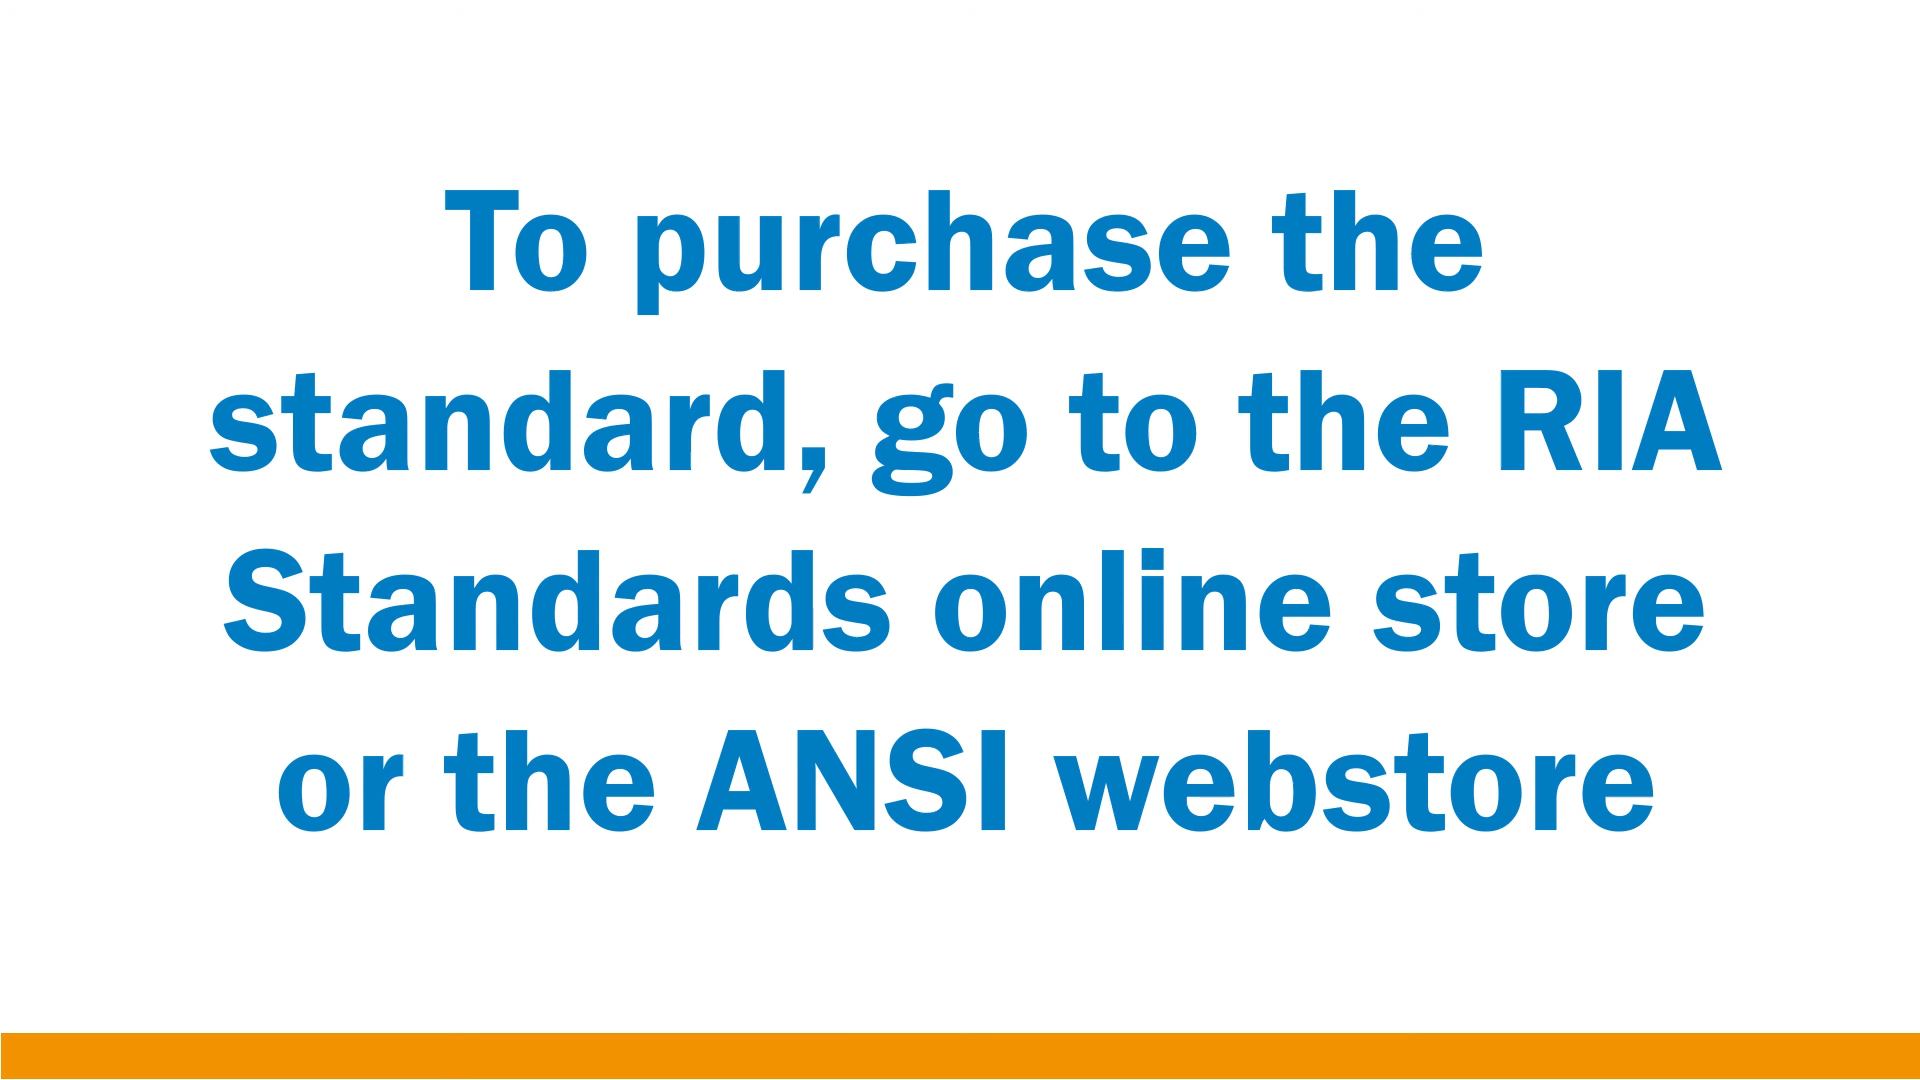 To purchase the
standard, go to the RIA
Standards online store
or the ANSI webstore